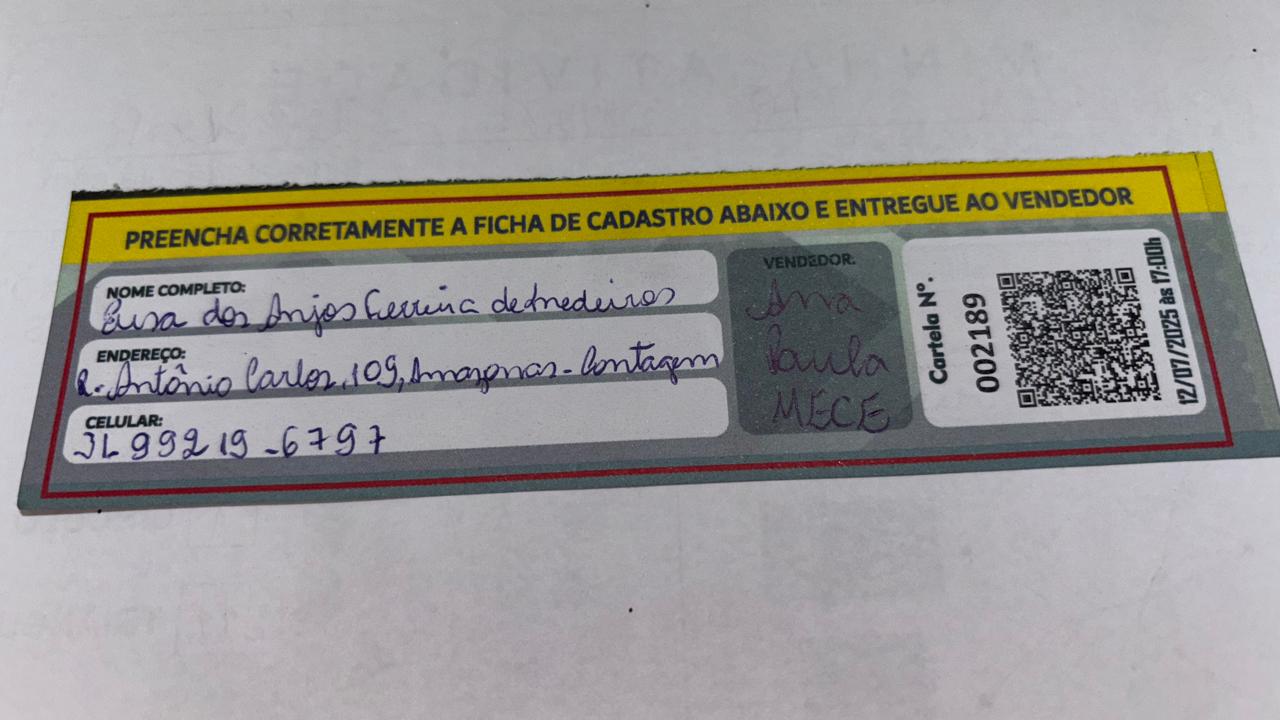 PREENCHA CORRETAMENTE A FICHA DE CADASTRO ABAIXO E ENTREGUE AO VENDEDOR
NOME COMPLETO:
dos Anjos Ferreira de medeiros
ENDEREÇO:
R. Antônio Carlos, 109, Amazonas - Contagem
CELULAR:
31 99219-6797
VENDEDOR:
Ana
Paula
MECE
Cartela Nº.
002189
12/07/2025 às 17:00h